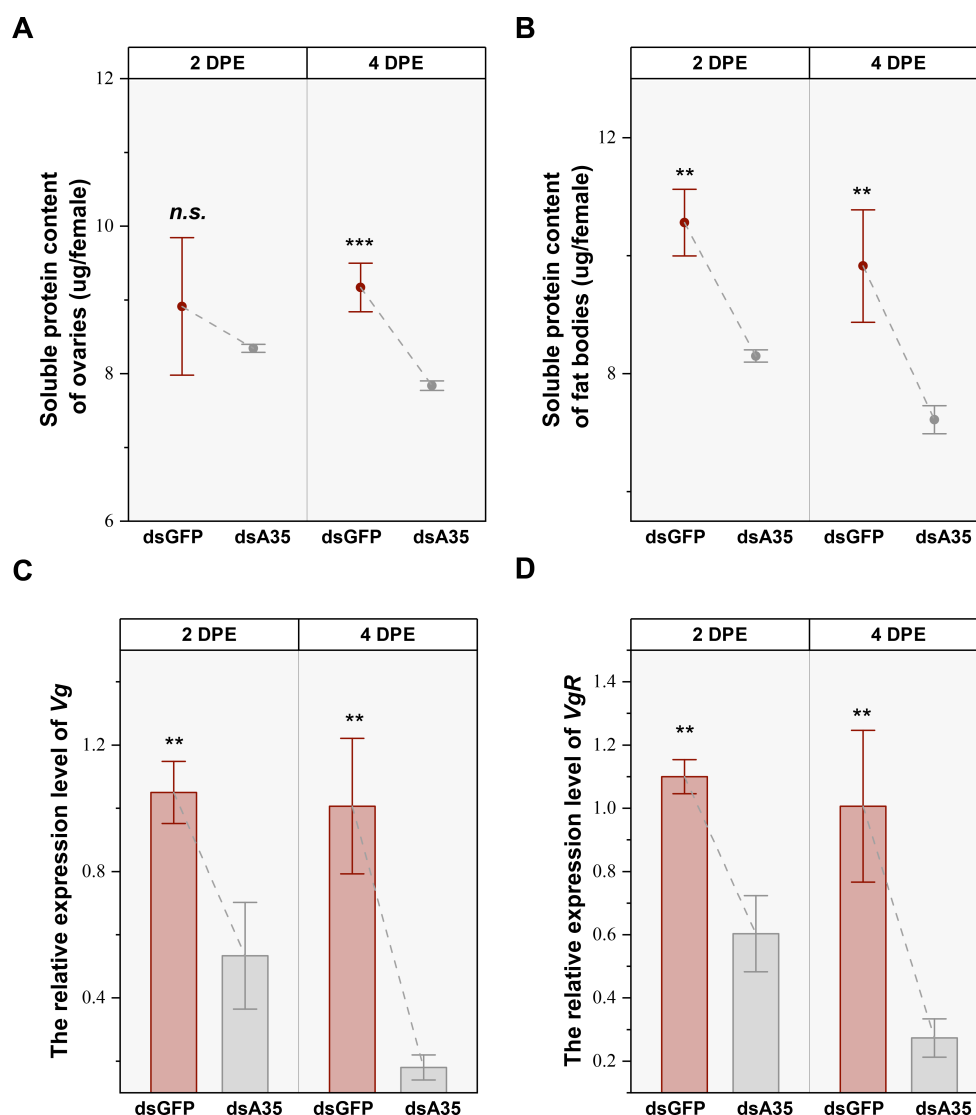 A
2 DPE
4 DPE
12
10
8
6
Soluble protein content
of ovaries (ug/female)
n.s.
***
dsGFP
dsA35
dsGFP
dsA35
B
2 DPE
4 DPE
12
8
Soluble protein content
of fat bodies (ug/female)
**
**
dsGFP
dsA35
dsGFP
dsA35
C
2 DPE
4 DPE
1.2
0.8
0.4
The relative expression level of Vg
**
**
dsGFP
dsA35
dsGFP
dsA35
D
2 DPE
4 DPE
1.4
1.2
1.0
0.8
0.6
0.4
0.2
The relative expression level of VgR
**
**
dsGFP
dsA35
dsGFP
dsA35